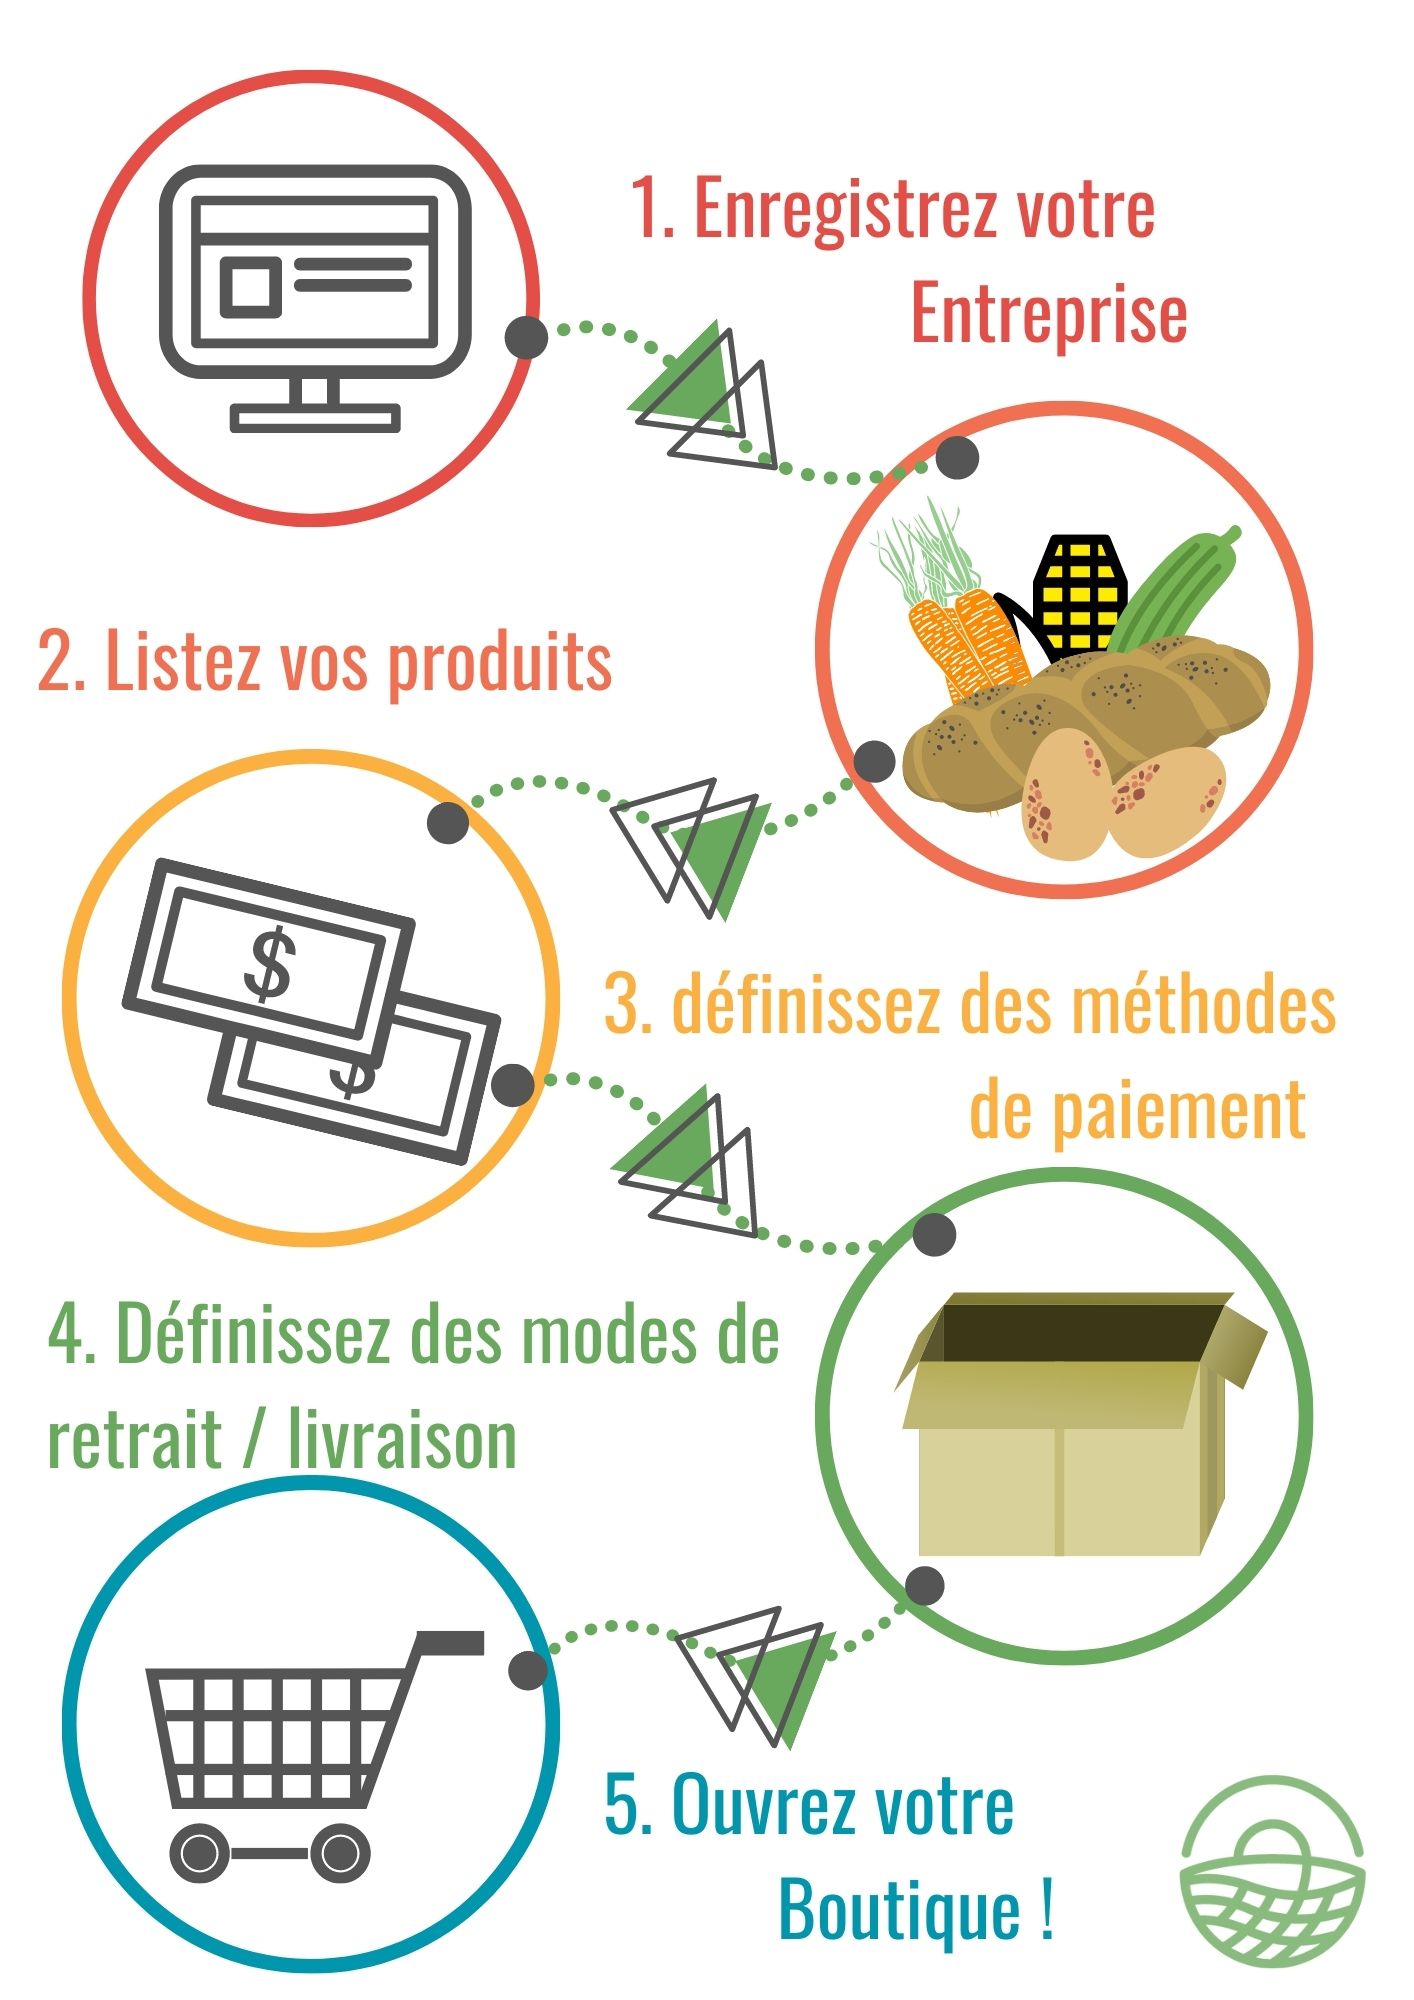 1. Enregistrez votre
Entreprise
2. Listez vos produits
$
$
3. définissez des méthodes
de paiement
4. Définissez des modes de
retrait / livraison
5. Ouvrez votre
Boutique !